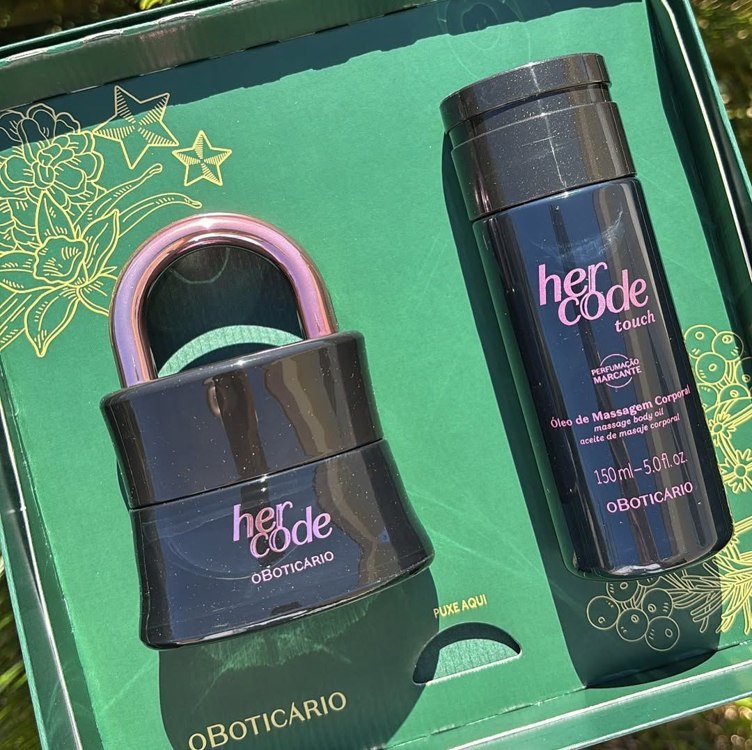 her
code
OBOTICÁRIO
her
code
touch
PERFUMAÇÃO
MARCANTE
Óleo de Massagem Corporal
massage body oil
aceite de masaje corporal
150 ml – 5.0 fl. oz.
OBOTICÁRIO
PUXE AQUI
OBOTICÁRIO